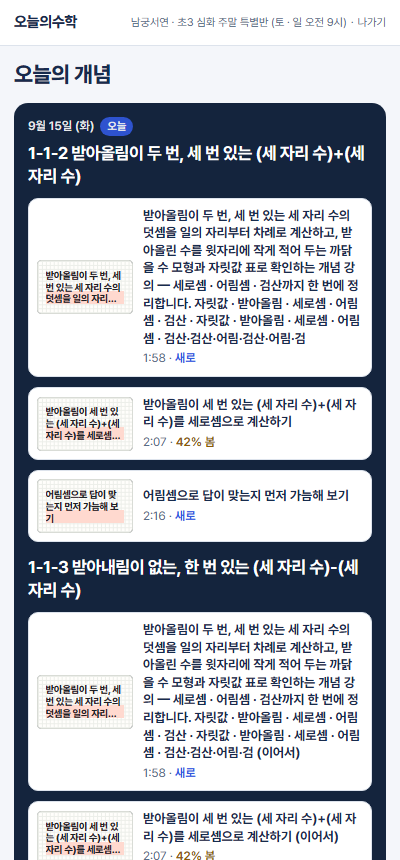 오늘의수학
남궁서연 · 초3 심화 주말 특별반 (토 · 일 오전 9시) · 나가기
오늘의 개념
9월 15일 (화) 오늘
1-1-2 받아올림이 두 번, 세 번 있는 (세 자리 수)+(세
자리 수)
받아올림이 두 번, 세
번 있는 세 자리 수의
덧셈을 일의 자리...
받아올림이 두 번, 세 번 있는 세 자리 수의
덧셈을 일의 자리부터 차례로 계산하고, 받
아올린 수를 윗자리에 작게 적어 두는 까닭
을 수 모형과 자릿값 표로 확인하는 개념 강
의 — 세로셈 · 어림셈 · 검산까지 한 번에 정
리합니다. 자릿값 · 받아올림 · 세로셈 · 어림
셈 · 검산 · 자릿값 · 받아올림 · 세로셈 · 어림
셈 · 검산·검산·어림·검산·어림·검
1:58 · 새로
받아올림이 세 번 있
는 (세 자리 수)+(세
자리 수)를 세로셈...
받아올림이 세 번 있는 (세 자리 수)+(세 자
리 수)를 세로셈으로 계산하기
2:07 · 42% 봄
어림셈으로 답이 맞
는지 먼저 가늠해 보
기
어림셈으로 답이 맞는지 먼저 가늠해 보기
2:16 · 새로
1-1-3 받아내림이 없는, 한 번 있는 (세 자리 수)-(세
자리 수)
받아올림이 두 번, 세
번 있는 세 자리 수의
덧셈을 일의 자리...
받아올림이 두 번, 세 번 있는 세 자리 수의
덧셈을 일의 자리부터 차례로 계산하고, 받
아올린 수를 윗자리에 작게 적어 두는 까닭
을 수 모형과 자릿값 표로 확인하는 개념 강
의 — 세로셈 · 어림셈 · 검산까지 한 번에 정
리합니다. 자릿값 · 받아올림 · 세로셈 · 어림
셈 · 검산 · 자릿값 · 받아올림 · 세로셈 · 어림
셈 · 검산·검산·어림·검 (이어서)
1:58 · 새로
받아올림이 세 번 있
는 (세 자리 수)+(세
자리 수)를 세로셈...
받아올림이 세 번 있는 (세 자리 수)+(세 자
리 수)를 세로셈으로 계산하기 (이어서)
2:07 · 42% 봄